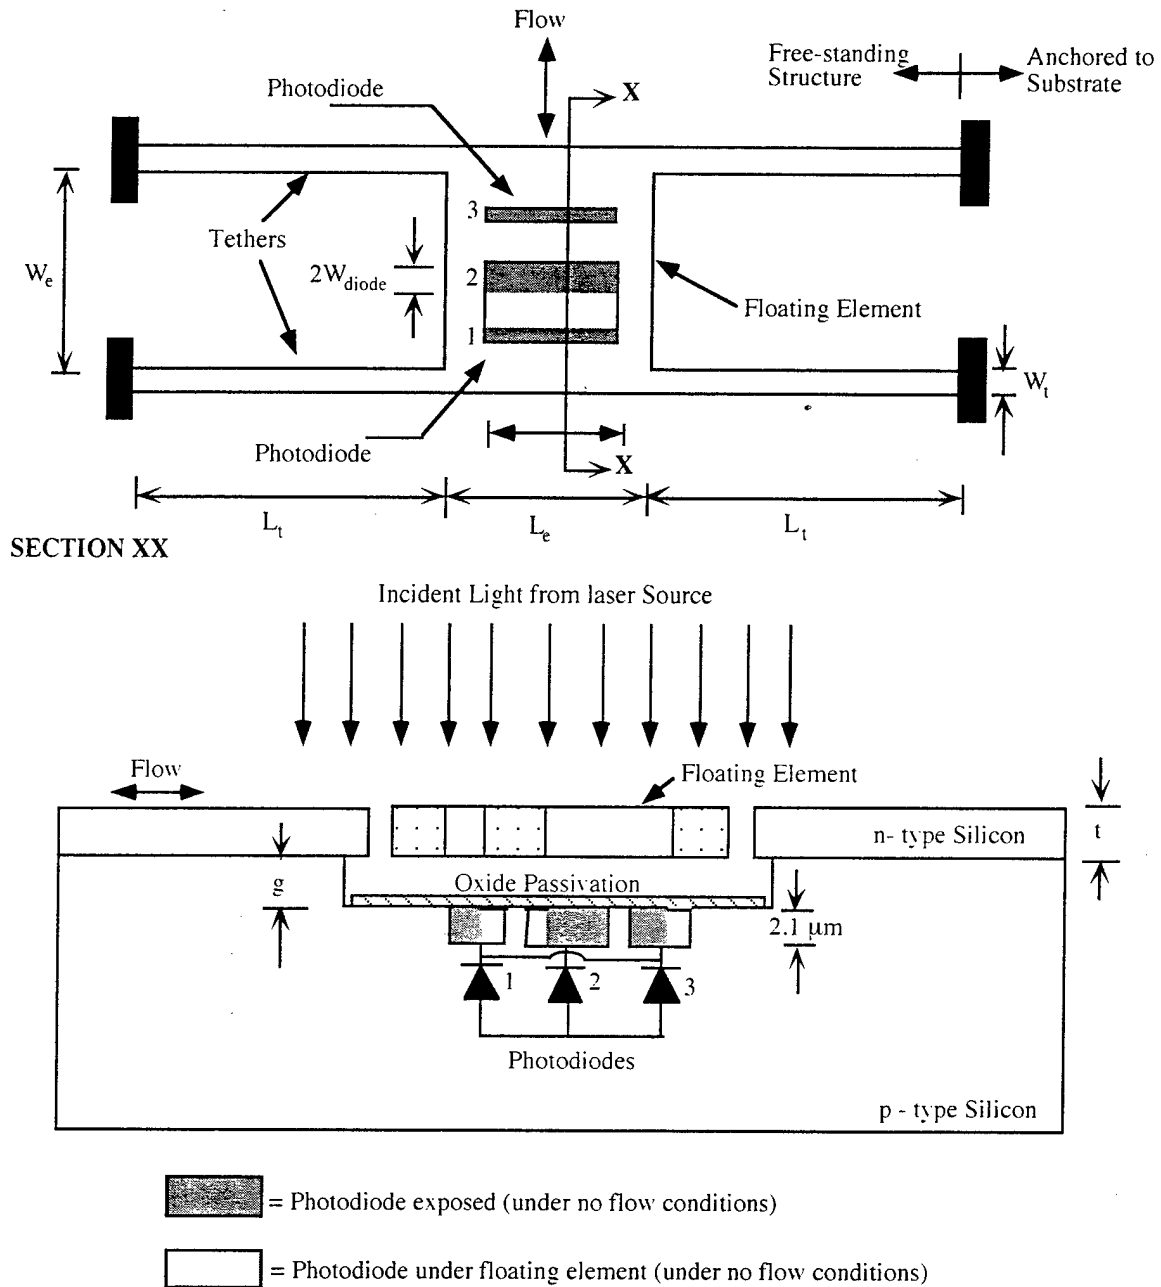 Flow
Free-standing Structure
Anchored to Substrate
Photodiode
X
3
Tethers
W_e
2W_diode
2
Floating Element
1
W_t
Photodiode
X
L_t
L_e
L_t
SECTION XX
Incident Light from laser Source
Flow
Floating Element
n- type Silicon
t
g
Oxide Passivation
2.1 μm
1
2
3
Photodiodes
p - type Silicon
= Photodiode exposed (under no flow conditions)
= Photodiode under floating element (under no flow conditions)